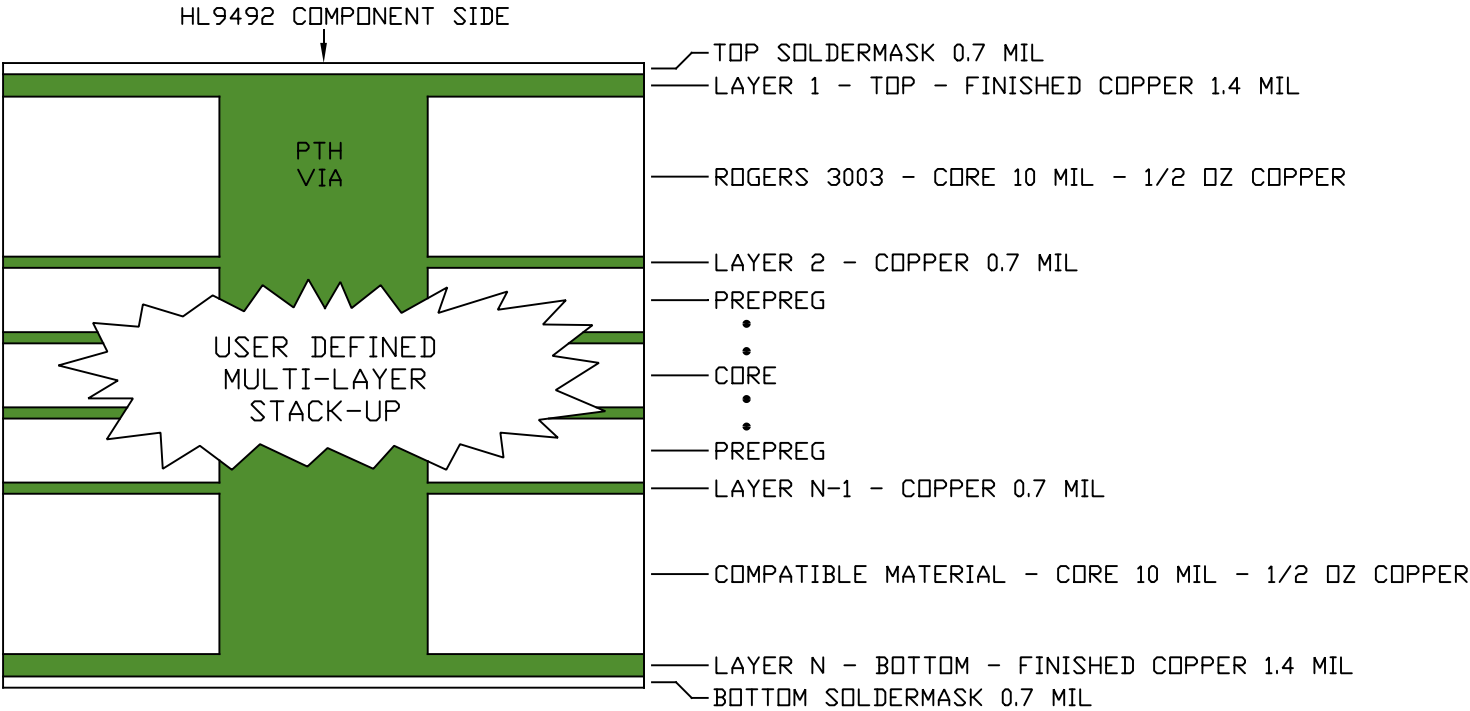 HL9492 COMPONENT SIDE
TOP SOLDERMASK 0.7 MIL
LAYER 1 - TOP - FINISHED COPPER 1.4 MIL
PTH
VIA
ROGERS 3003 - CORE 10 MIL - 1/2 OZ COPPER
LAYER 2 - COPPER 0.7 MIL
PREPREG
USER DEFINED
MULTI-LAYER
STACK-UP
CORE
PREPREG
LAYER N-1 - COPPER 0.7 MIL
COMPATIBLE MATERIAL - CORE 10 MIL - 1/2 OZ COPPER
LAYER N - BOTTOM - FINISHED COPPER 1.4 MIL
BOTTOM SOLDERMASK 0.7 MIL